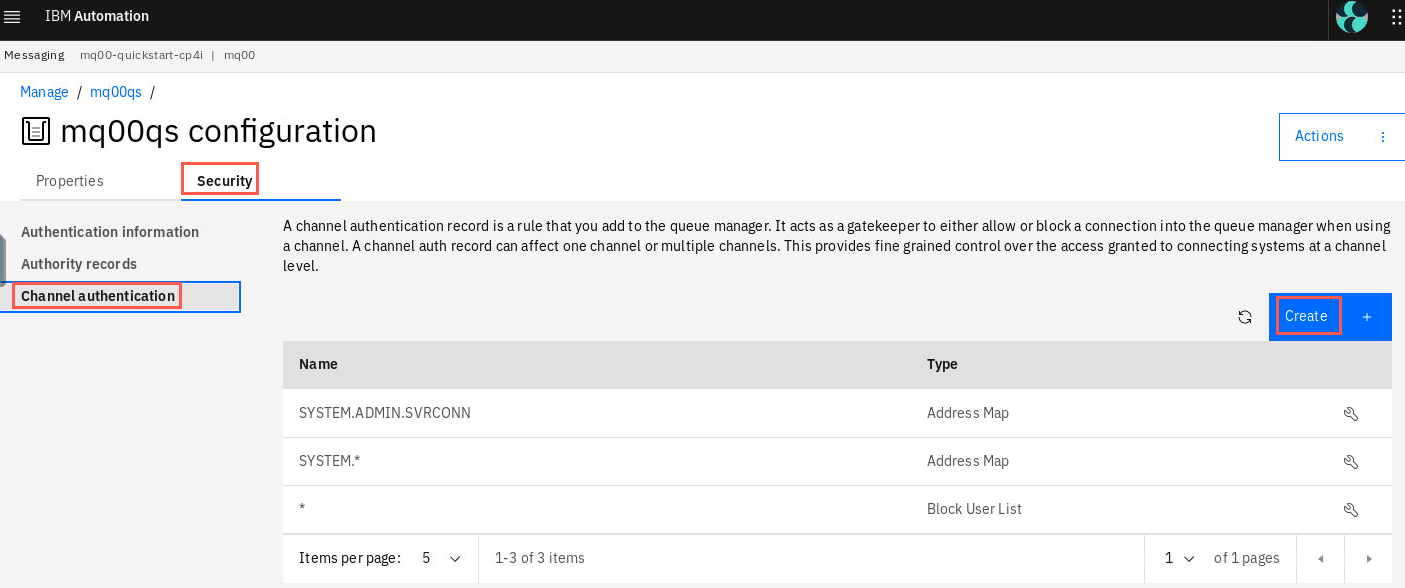 IBM Automation
Messaging mq00-quickstart-cp4i | mq00
Manage / mq00qs /
mq00qs configuration
Actions
Properties
Security
Authentication information
Authority records
Channel authentication
A channel authentication record is a rule that you add to the queue manager. It acts as a gatekeeper to either allow or block a connection into the queue manager when using
a channel. A channel auth record can affect one channel or multiple channels. This provides fine grained control over the access granted to connecting systems at a channel
level.
Create +
Name Type
SYSTEM.ADMIN.SVRCONN Address Map
SYSTEM.* Address Map
* Block User List
Items per page: 5 1-3 of 3 items 1 of 1 pages